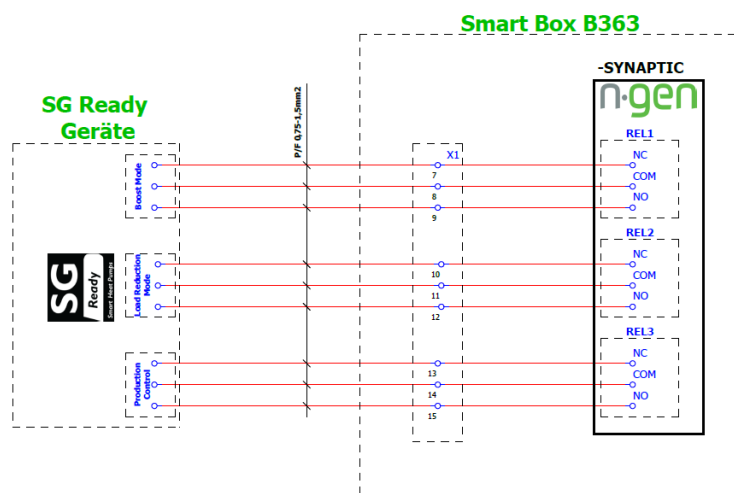 Smart Box B363
-SYNAPTIC
n·gen
SG Ready
Geräte
P/F 0,75-1,5mm2
X1
REL1
NC
COM
NO
Boost Mode
7
8
9
REL2
NC
COM
NO
SG
Ready
Smart Heat Pumps
Load Reduction
Mode
10
11
12
REL3
NC
COM
NO
Production
Control
13
14
15